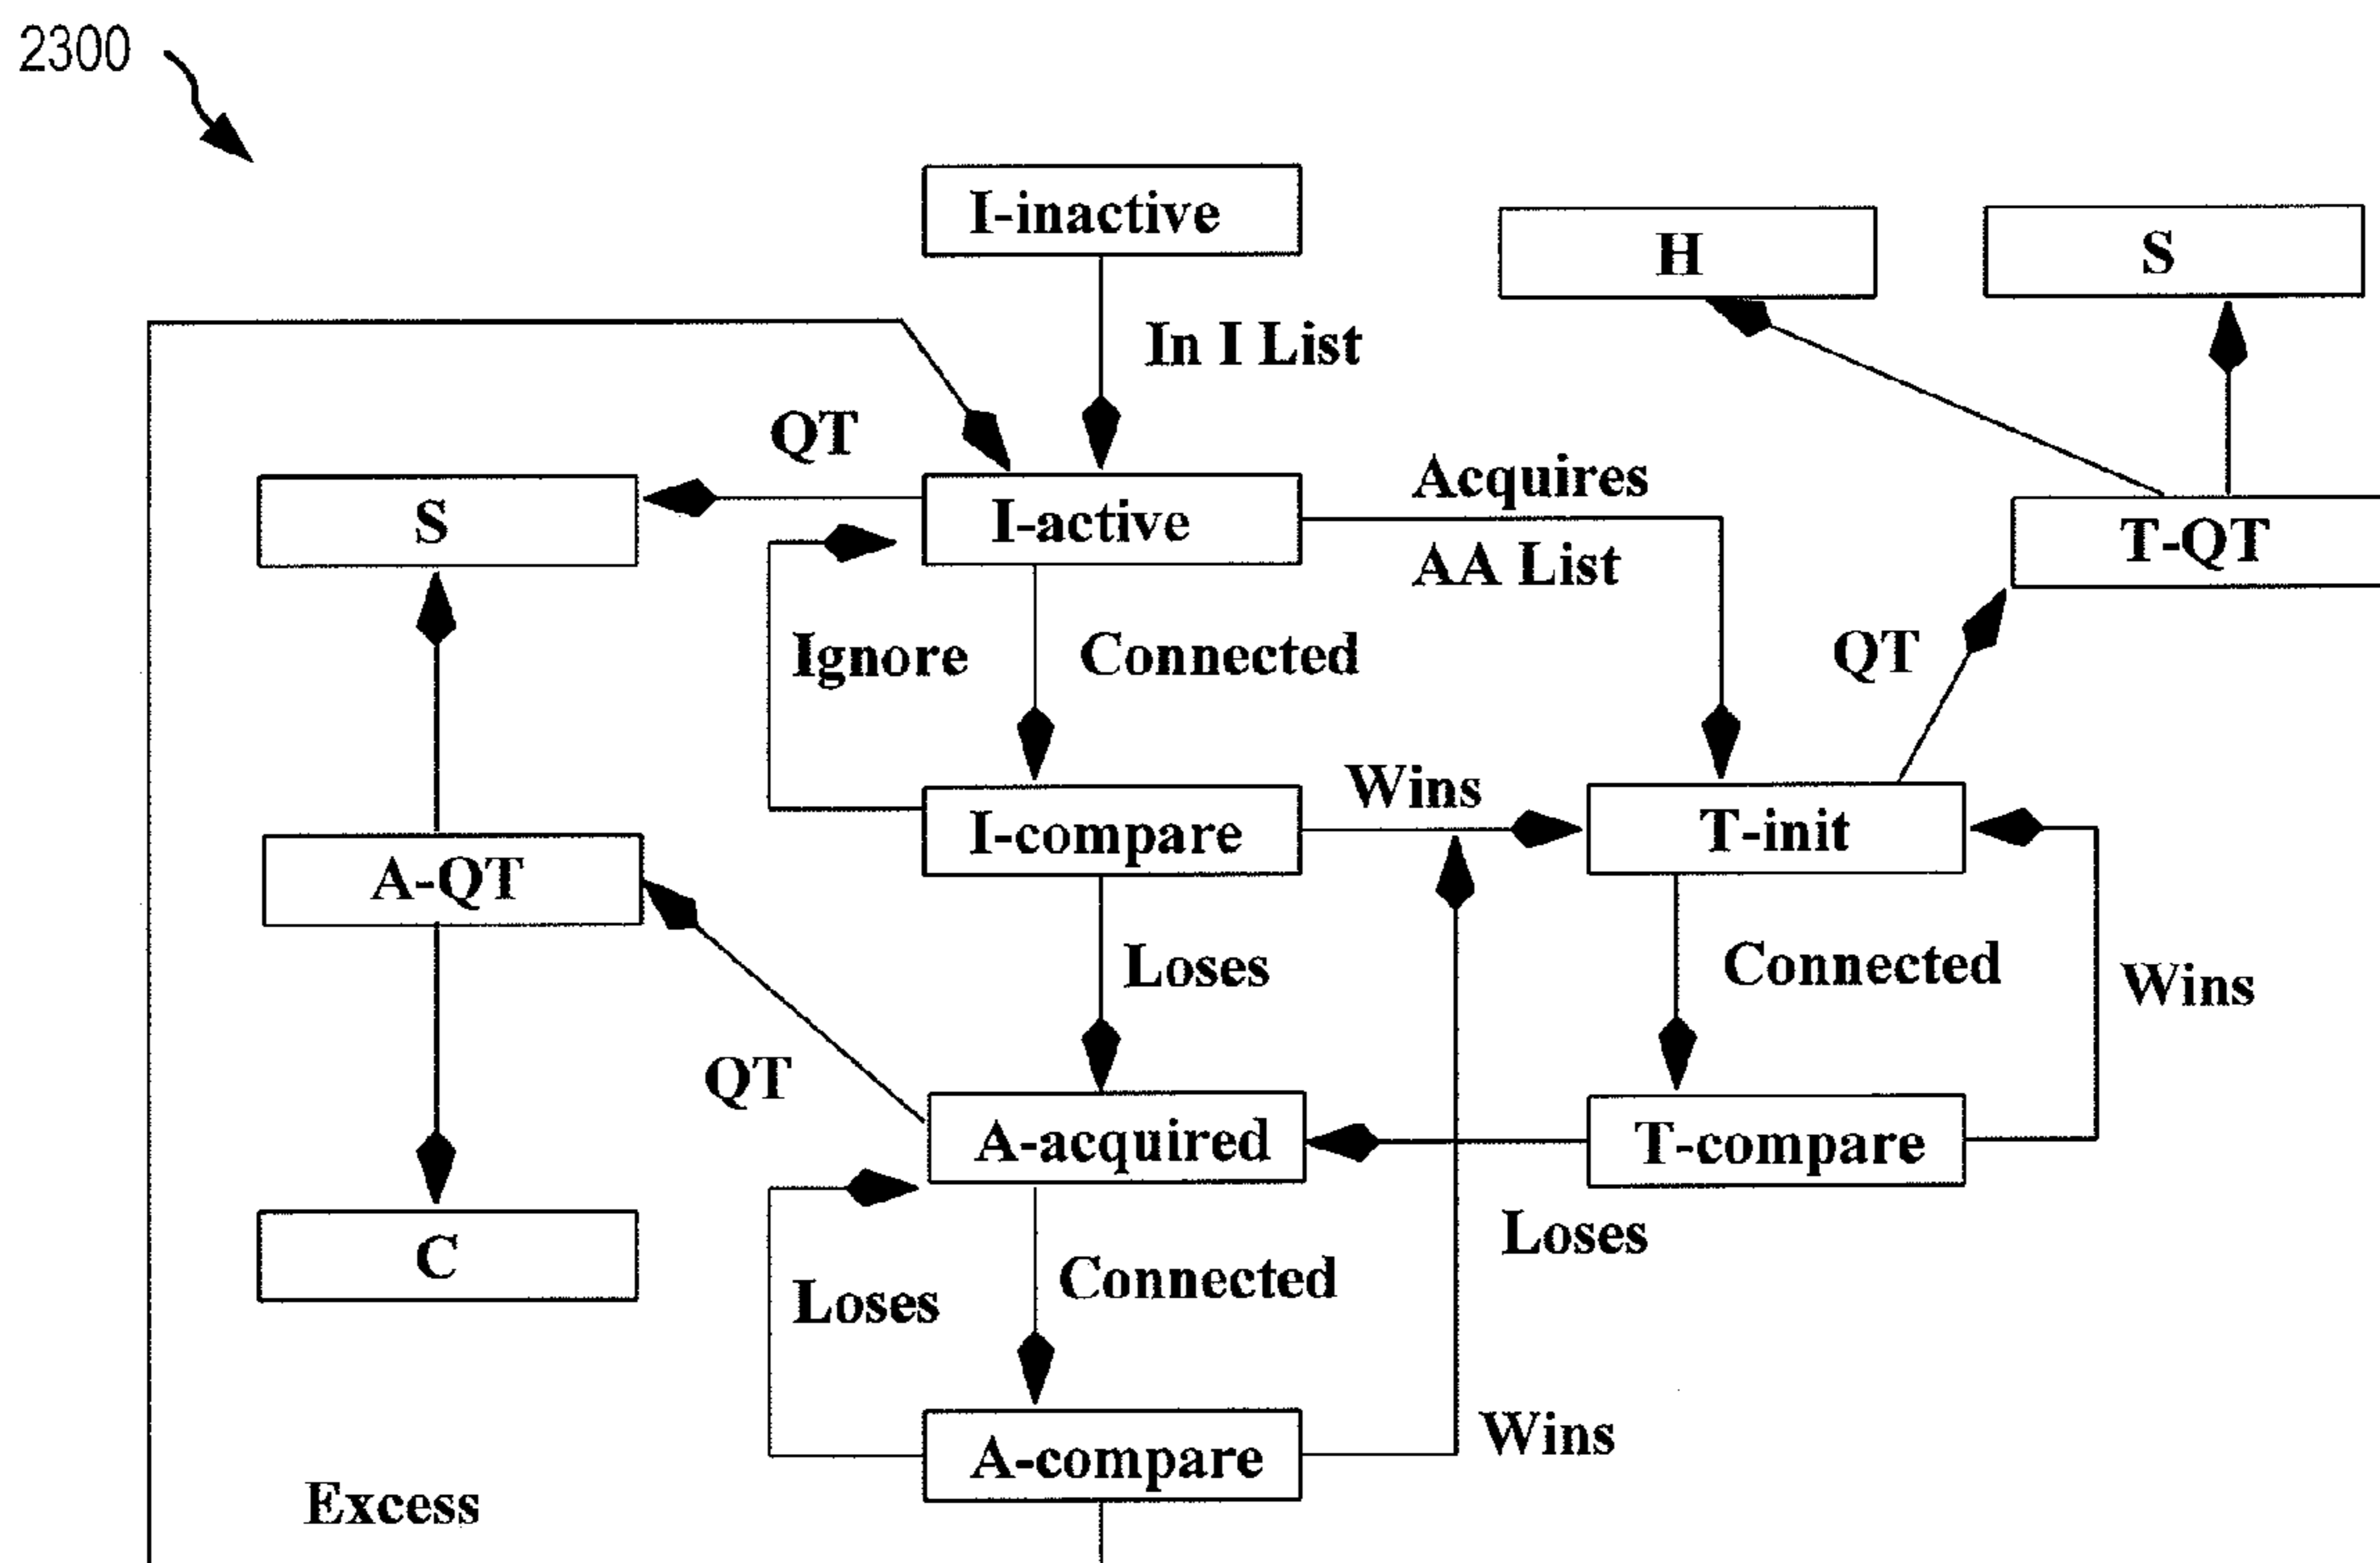 2300
I-inactive
H
S
In I List
QT
S
I-active
Acquires
AA List
T-QT
Ignore
Connected
QT
Wins
I-compare
T-init
A-QT
Loses
Connected
Wins
QT
A-acquired
T-compare
C
Loses
Connected
Loses
A-compare
Wins
Excess